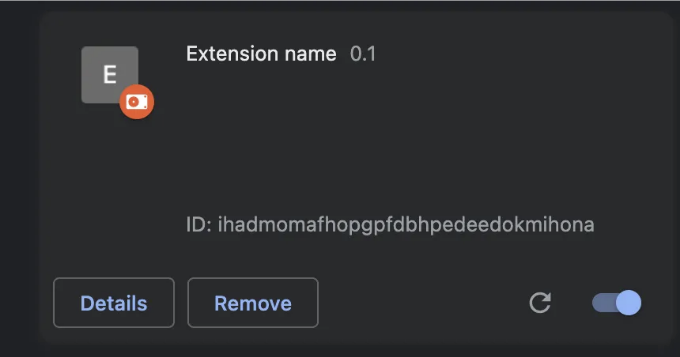 E
Extension name 0.1
ID: ihadmomafhopgpfdbhpedeedokmihona
Details
Remove